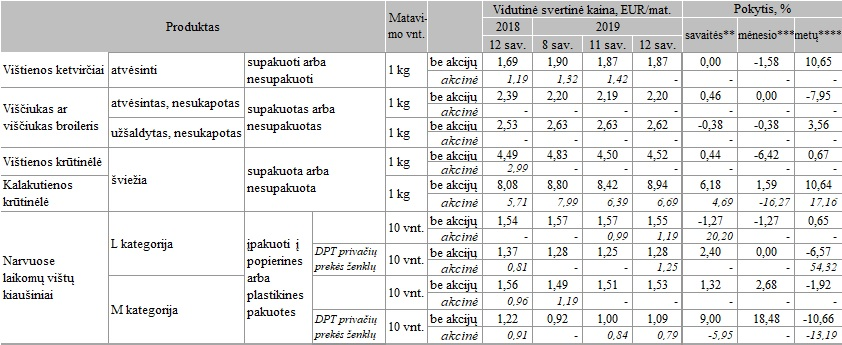 Produktas Matavi- Vidutinė svertinė kaina, EUR/mat. Pokytis, %
mo vnt. 2018 2019 savaitės** mėnesio*** metų****
12 sav. 8 sav. 11 sav. 12 sav.
Vištienos ketvirčiai atvėsinti supakuoti arba 1 kg be akcijų 1,69 1,90 1,87 1,87 0,00 -1,58 10,65
nesupakuoti akcinė 1,19 1,32 1,42 - - - -
Viščiukas ar atvėsintas, nesukapotas supakuotas arba 1 kg be akcijų 2,39 2,20 2,19 2,20 0,46 0,00 -7,95
viščiukas broileris nesupakuotas akcinė - - - - - - -
užšaldytas, nesukapotas 1 kg be akcijų 2,53 2,63 2,63 2,62 -0,38 -0,38 3,56
akcinė - - - - - - -
Vištienos krūtinėlė šviežia supakuota arba 1 kg be akcijų 4,49 4,83 4,50 4,52 0,44 -6,42 0,67
nesupakuota akcinė 2,99 - - - - - -
Kalakutienos 1 kg be akcijų 8,08 8,80 8,42 8,94 6,18 1,59 10,64
krūtinėlė akcinė 5,71 7,99 6,39 6,69 4,69 -16,27 17,16
Narvuose L kategorija įpakuoti į 10 vnt. be akcijų 1,54 1,57 1,57 1,55 -1,27 -1,27 0,65
laikomų vištų popierines akcinė - - 0,99 1,19 20,20 - -
kiaušiniai arba DPT privačių 10 vnt. be akcijų 1,37 1,28 1,25 1,28 2,40 0,00 -6,57
plastikines prekės ženklų akcinė 0,81 - - 1,25 - - 54,32
M kategorija pakuotes 10 vnt. be akcijų 1,56 1,49 1,51 1,53 1,32 2,68 -1,92
akcinė 0,96 1,19 - - - - -
DPT privačių 10 vnt. be akcijų 1,22 0,92 1,00 1,09 9,00 18,48 -10,66
prekės ženklų akcinė 0,91 - 0,84 0,79 -5,95 - -13,19